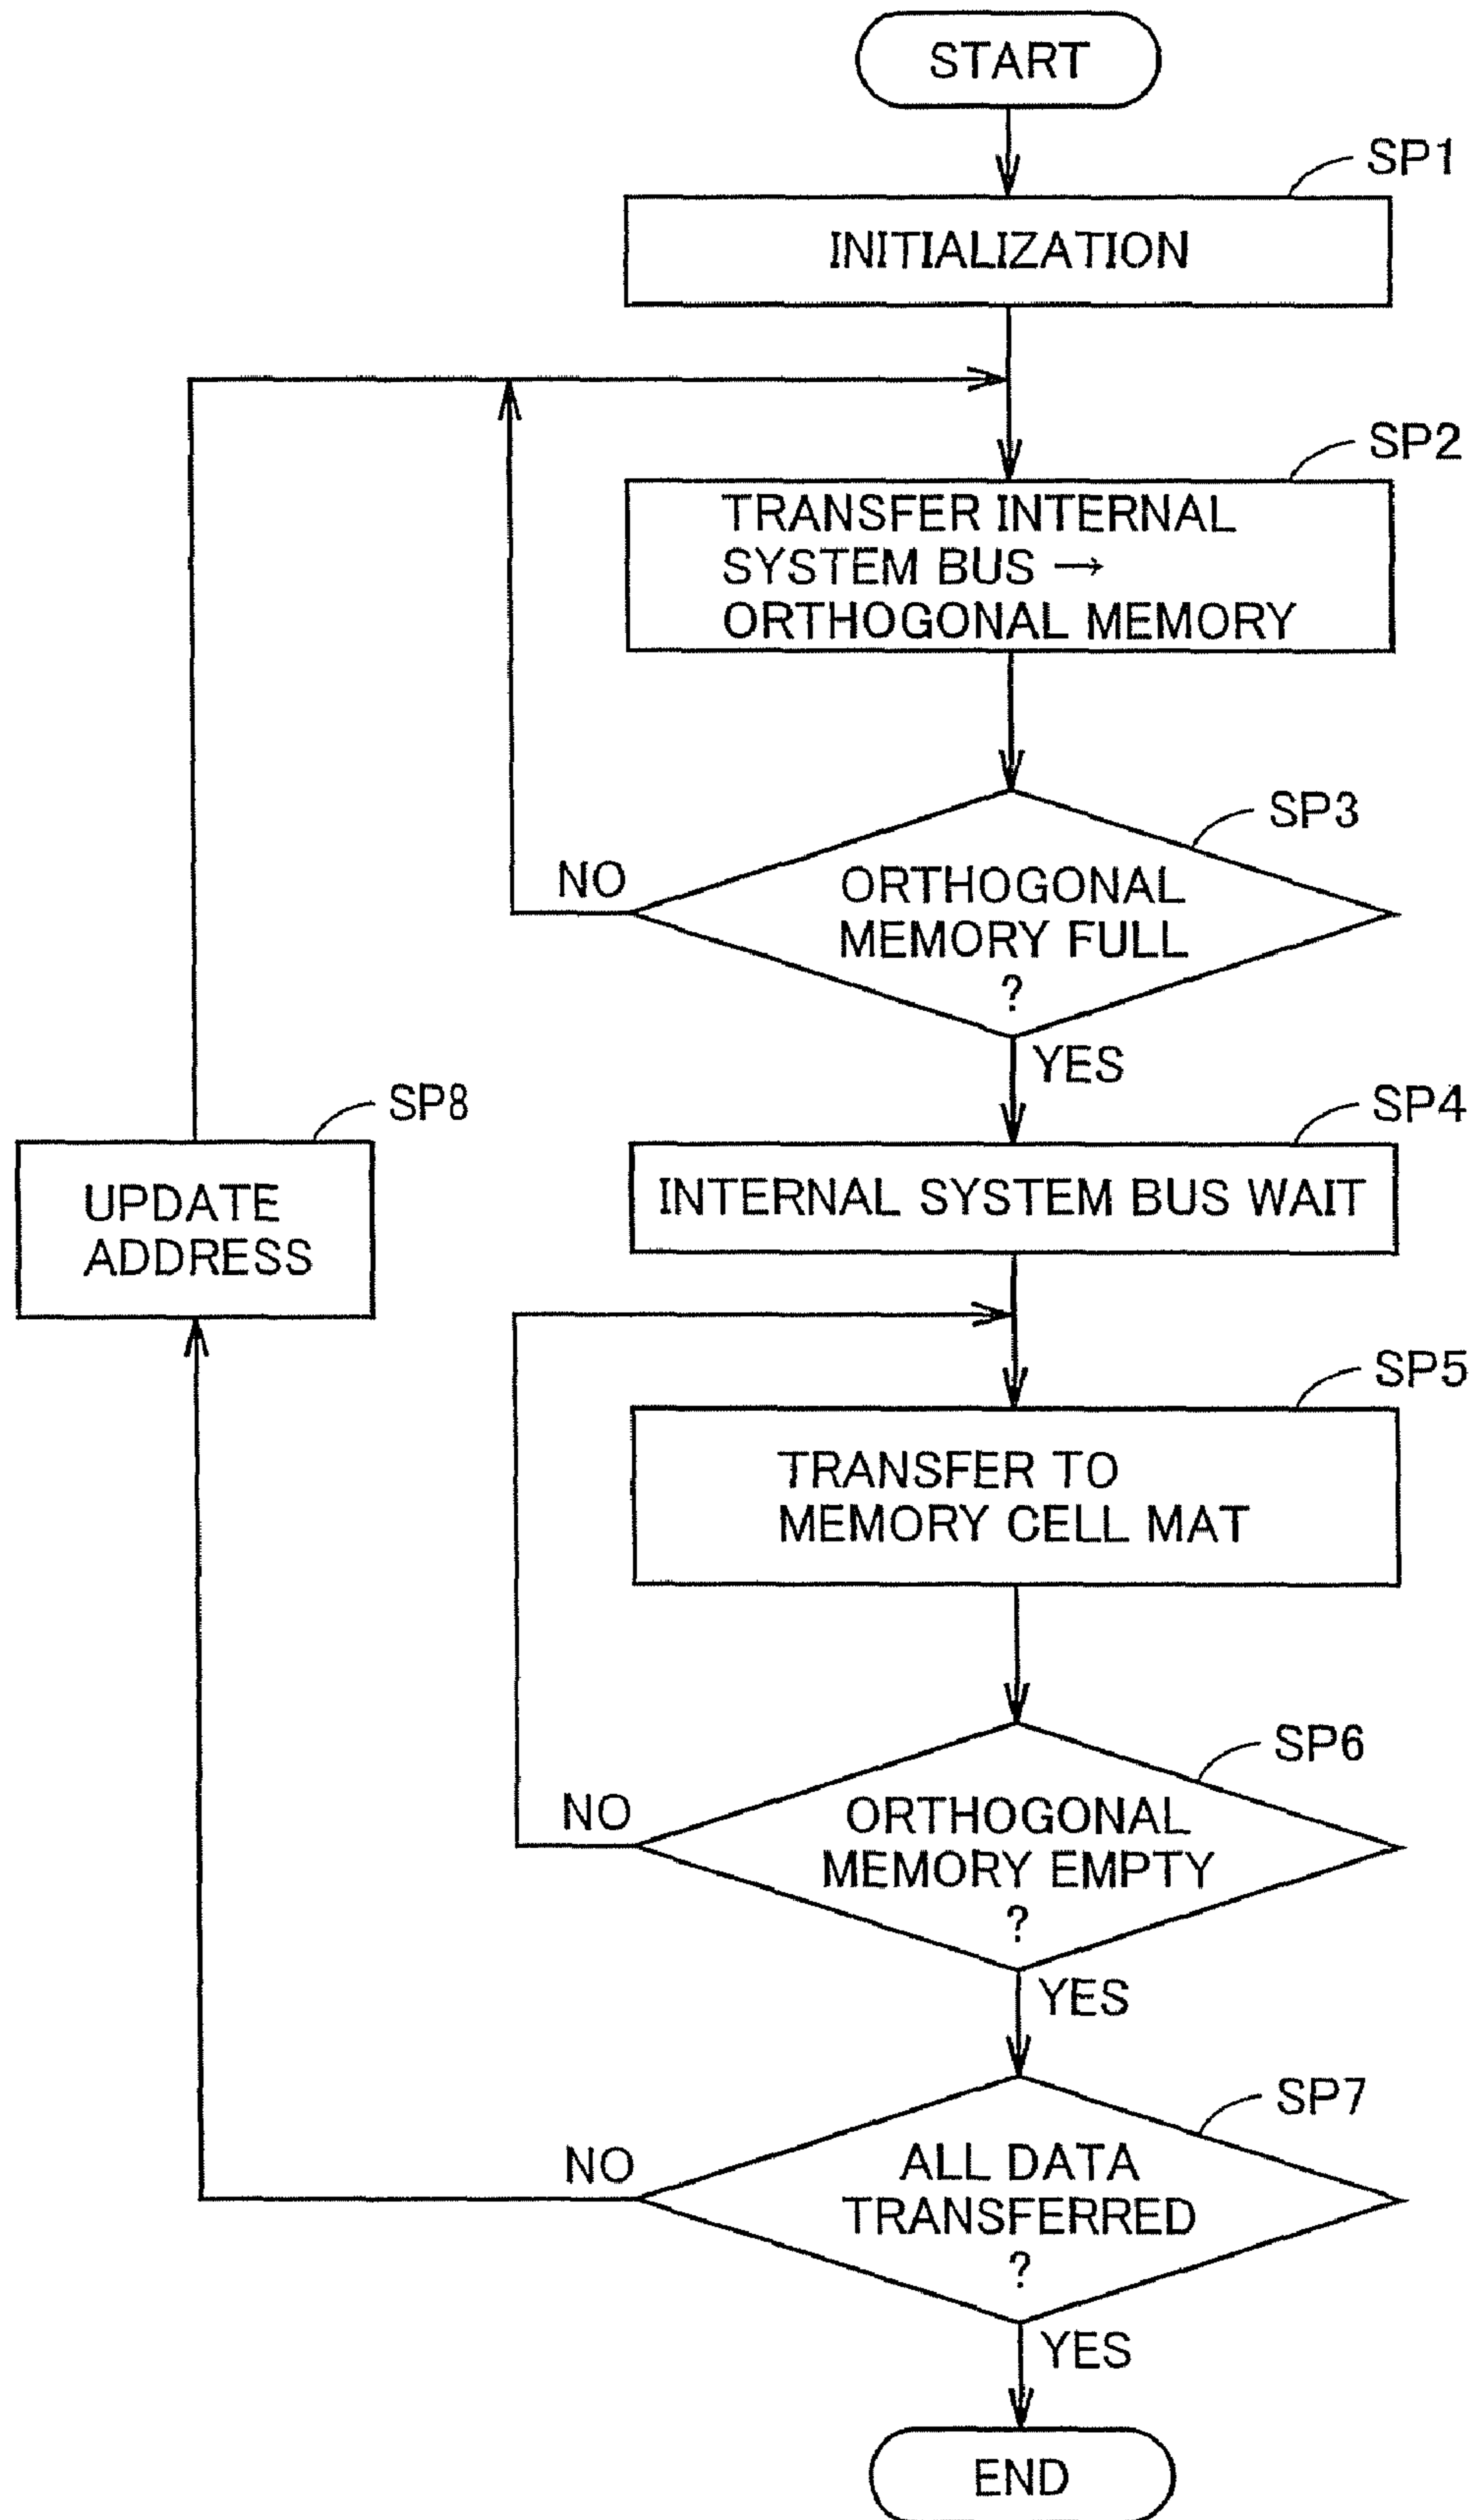 START
SP1
INITIALIZATION
SP2
TRANSFER INTERNAL
SYSTEM BUS →
ORTHOGONAL MEMORY
SP3
NO
ORTHOGONAL
MEMORY FULL
?
YES
SP8
SP4
UPDATE
ADDRESS
INTERNAL SYSTEM BUS WAIT
SP5
TRANSFER TO
MEMORY CELL MAT
SP6
NO
ORTHOGONAL
MEMORY EMPTY
?
YES
SP7
NO
ALL DATA
TRANSFERRED
?
YES
END